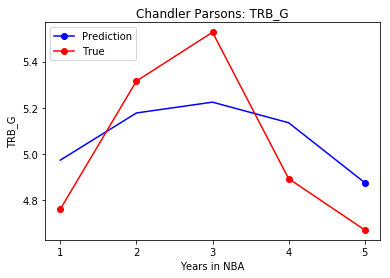 Chandler Parsons: TRB_G
Prediction
True
5.4
5.2
5.0
4.8
TRB_G
1 2 3 4 5
Years in NBA